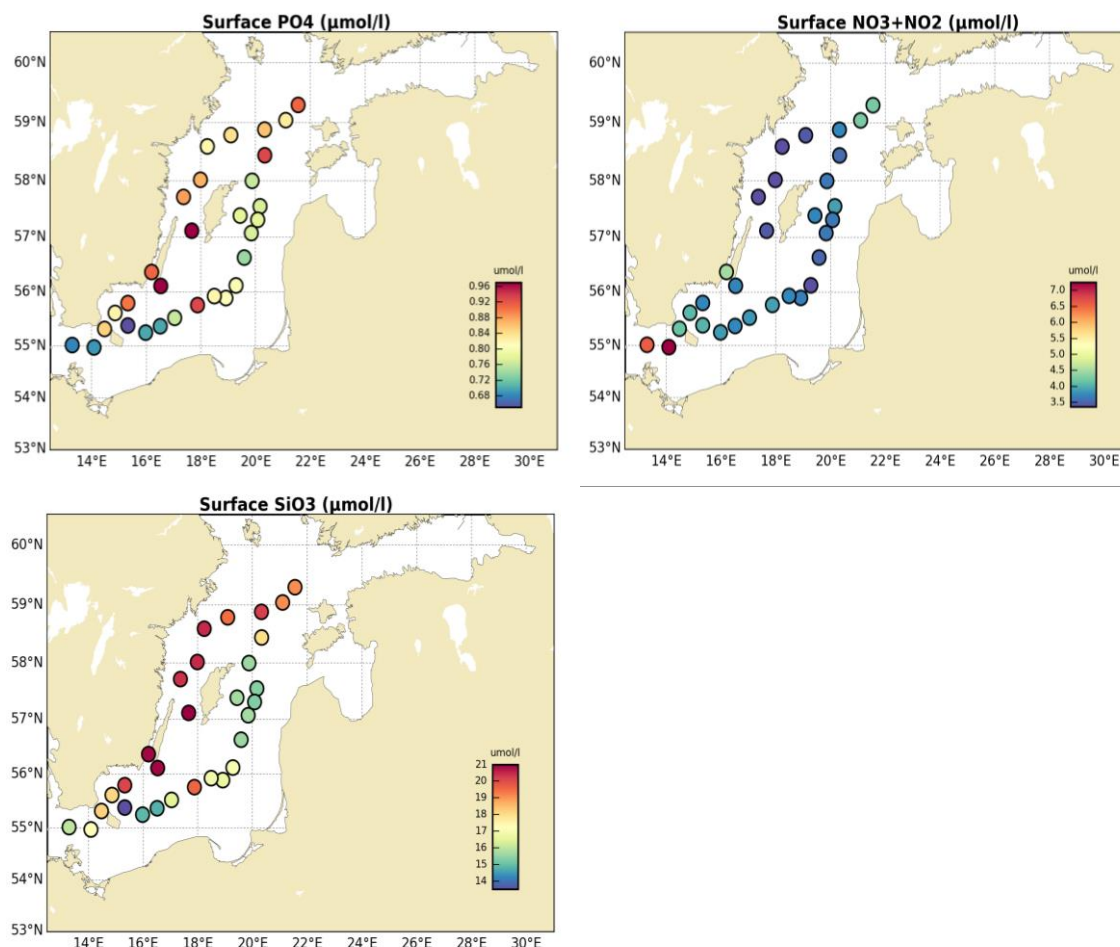 Surface PO4 (µmol/l)
60°N
59°N
58°N
57°N
56°N
55°N
54°N
53°N
umol/l
0.96
0.92
0.88
0.84
0.80
0.76
0.72
0.68
14°E 16°E 18°E 20°E 22°E 24°E 26°E 28°E 30°E
Surface NO3+NO2 (µmol/l)
60°N
59°N
58°N
57°N
56°N
55°N
54°N
53°N
umol/l
7.0
6.5
6.0
5.5
5.0
4.5
4.0
3.5
14°E 16°E 18°E 20°E 22°E 24°E 26°E 28°E 30°E
Surface SiO3 (µmol/l)
60°N
59°N
58°N
57°N
56°N
55°N
54°N
53°N
umol/l
21
20
19
18
17
15
15
14
14°E 16°E 18°E 20°E 22°E 24°E 26°E 28°E 30°E